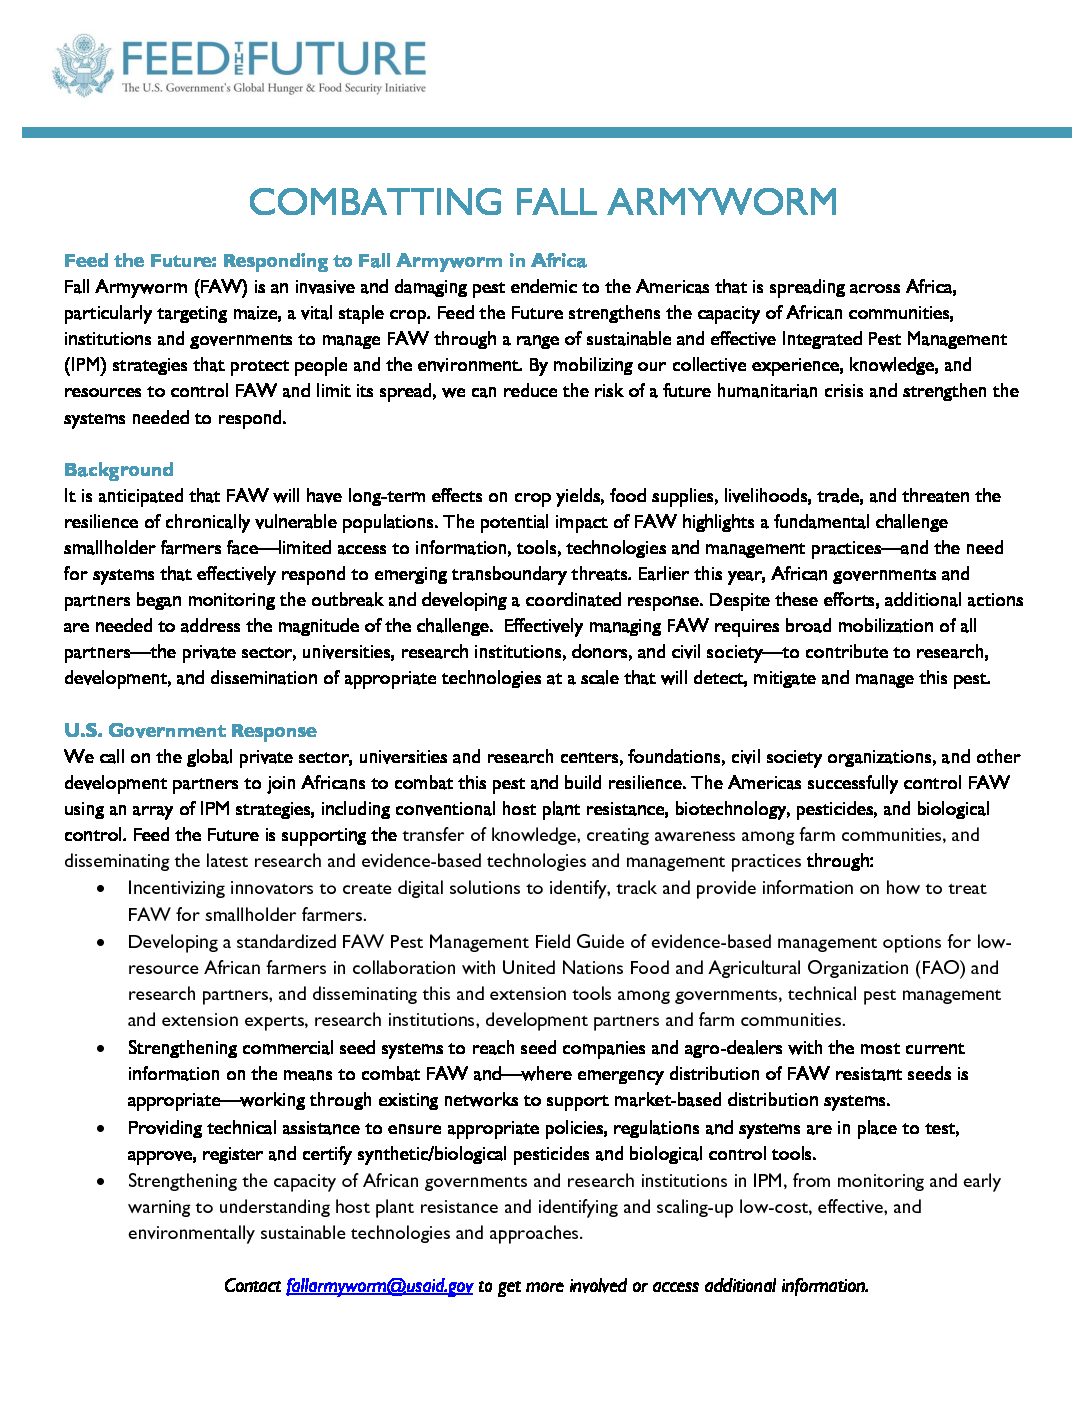 FEED THE FUTURE
The U.S. Government's Global Hunger & Food Security Initiative
COMBATTING FALL ARMYWORM
Feed the Future: Responding to Fall Armyworm in Africa
Fall Armyworm (FAW) is an invasive and damaging pest endemic to the Americas that is spreading across Africa,
particularly targeting maize, a vital staple crop. Feed the Future strengthens the capacity of African communities,
institutions and governments to manage FAW through a range of sustainable and effective Integrated Pest Management
(IPM) strategies that protect people and the environment. By mobilizing our collective experience, knowledge, and
resources to control FAW and limit its spread, we can reduce the risk of a future humanitarian crisis and strengthen the
systems needed to respond.
Background
It is anticipated that FAW will have long-term effects on crop yields, food supplies, livelihoods, trade, and threaten the
resilience of chronically vulnerable populations. The potential impact of FAW highlights a fundamental challenge
smallholder farmers face—limited access to information, tools, technologies and management practices—and the need
for systems that effectively respond to emerging transboundary threats. Earlier this year, African governments and
partners began monitoring the outbreak and developing a coordinated response. Despite these efforts, additional actions
are needed to address the magnitude of the challenge.  Effectively managing FAW requires broad mobilization of all
partners—the private sector, universities, research institutions, donors, and civil society—to contribute to research,
development, and dissemination of appropriate technologies at a scale that will detect, mitigate and manage this pest.
U.S. Government Response
We call on the global private sector, universities and research centers, foundations, civil society organizations, and other
development partners to join Africans to combat this pest and build resilience. The Americas successfully control FAW
using an array of IPM strategies, including conventional host plant resistance, biotechnology, pesticides, and biological
control. Feed the Future is supporting the transfer of knowledge, creating awareness among farm communities, and
disseminating the latest research and evidence-based technologies and management practices through:
• Incentivizing innovators to create digital solutions to identify, track and provide information on how to treat
FAW for smallholder farmers.
• Developing a standardized FAW Pest Management Field Guide of evidence-based management options for low-
resource African farmers in collaboration with United Nations Food and Agricultural Organization (FAO) and
research partners, and disseminating this and extension tools among governments, technical pest management
and extension experts, research institutions, development partners and farm communities.
• Strengthening commercial seed systems to reach seed companies and agro-dealers with the most current
information on the means to combat FAW and—where emergency distribution of FAW resistant seeds is
appropriate—working through existing networks to support market-based distribution systems.
• Providing technical assistance to ensure appropriate policies, regulations and systems are in place to test,
approve, register and certify synthetic/biological pesticides and biological control tools.
• Strengthening the capacity of African governments and research institutions in IPM, from monitoring and early
warning to understanding host plant resistance and identifying and scaling-up low-cost, effective, and
environmentally sustainable technologies and approaches.
Contact fallarmyworm@usaid.gov to get more involved or access additional information.